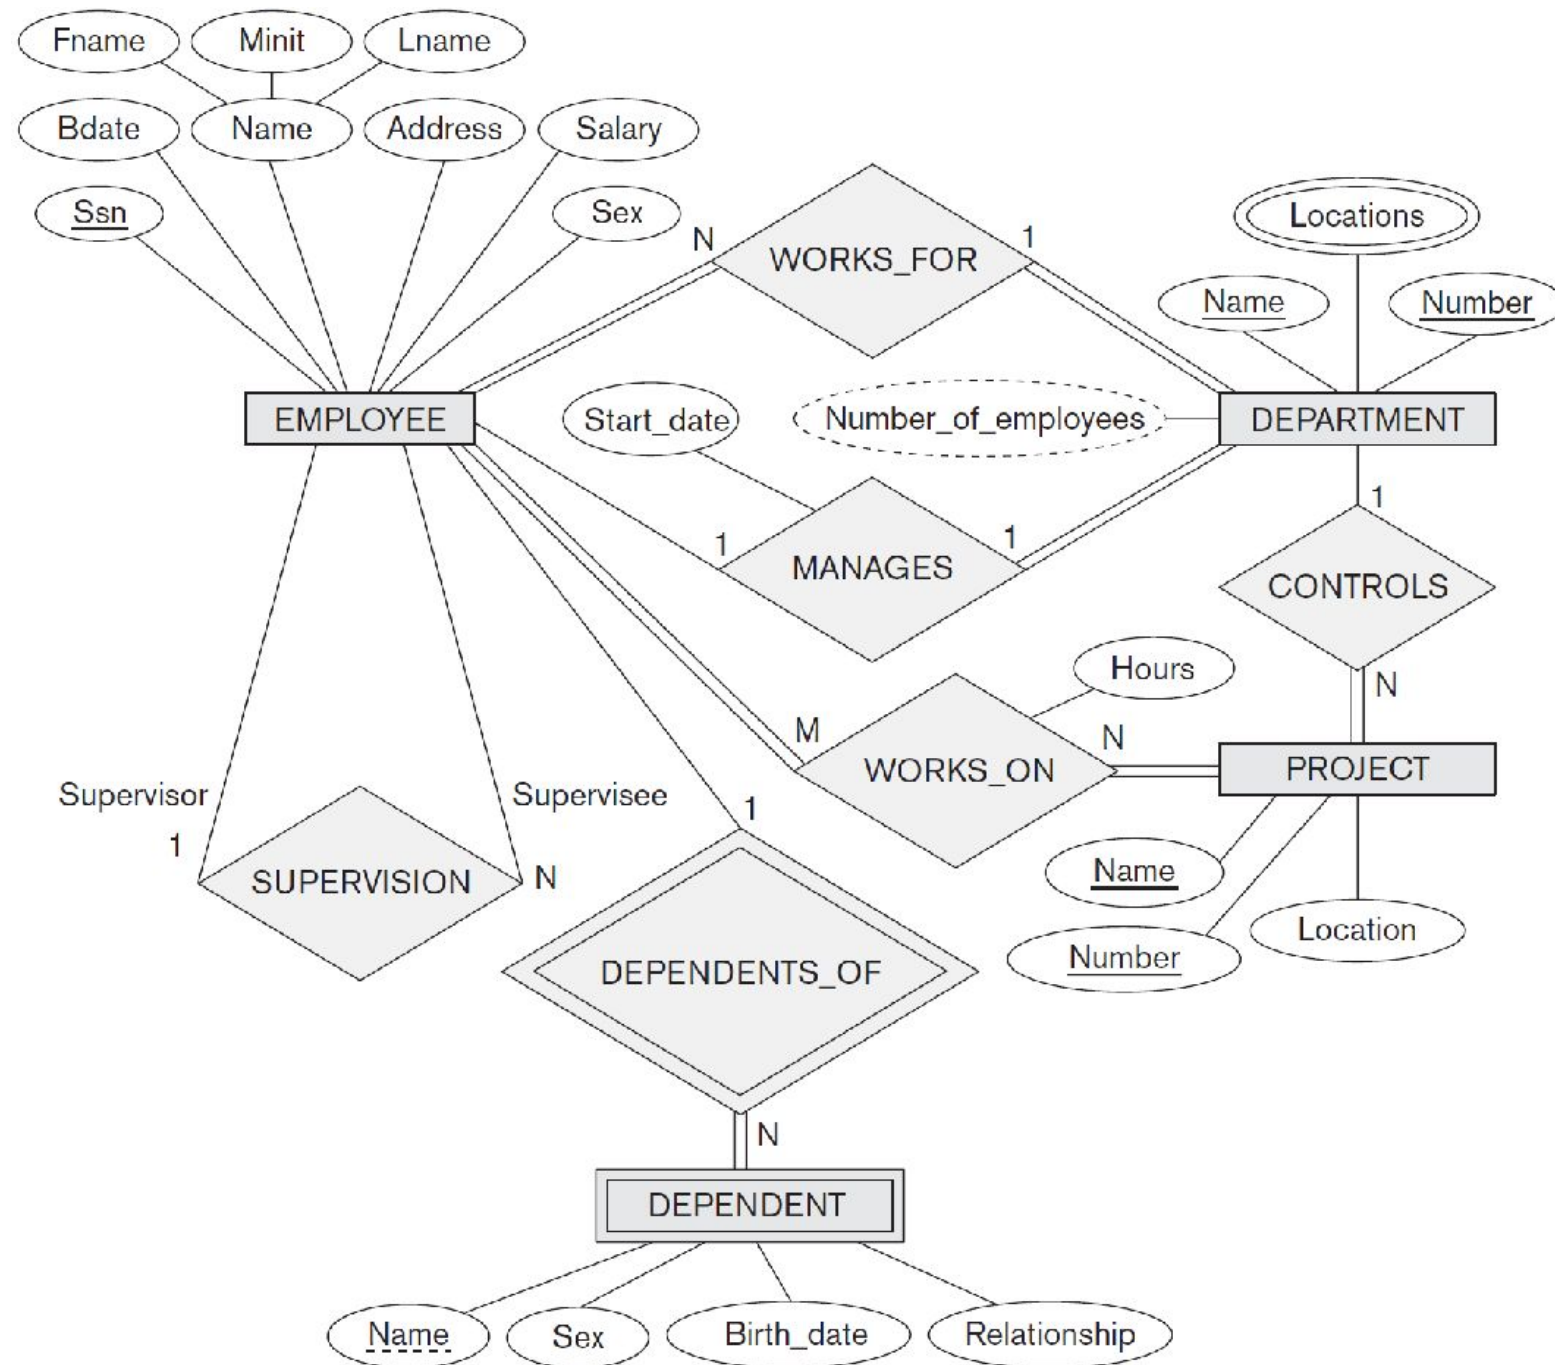 Fname Minit Lname
Bdate Name Address Salary
Ssn Sex
Locations
N WORKS_FOR 1
Name Number
EMPLOYEE Start_date Number_of_employees DEPARTMENT
1 MANAGES 1
1
CONTROLS
Hours
N
M WORKS_ON N
PROJECT
Supervisor Supervisee
1 SUPERVISION N
1
Name
Location
Number
DEPENDENTS_OF
N
DEPENDENT
Name Sex Birth_date Relationship